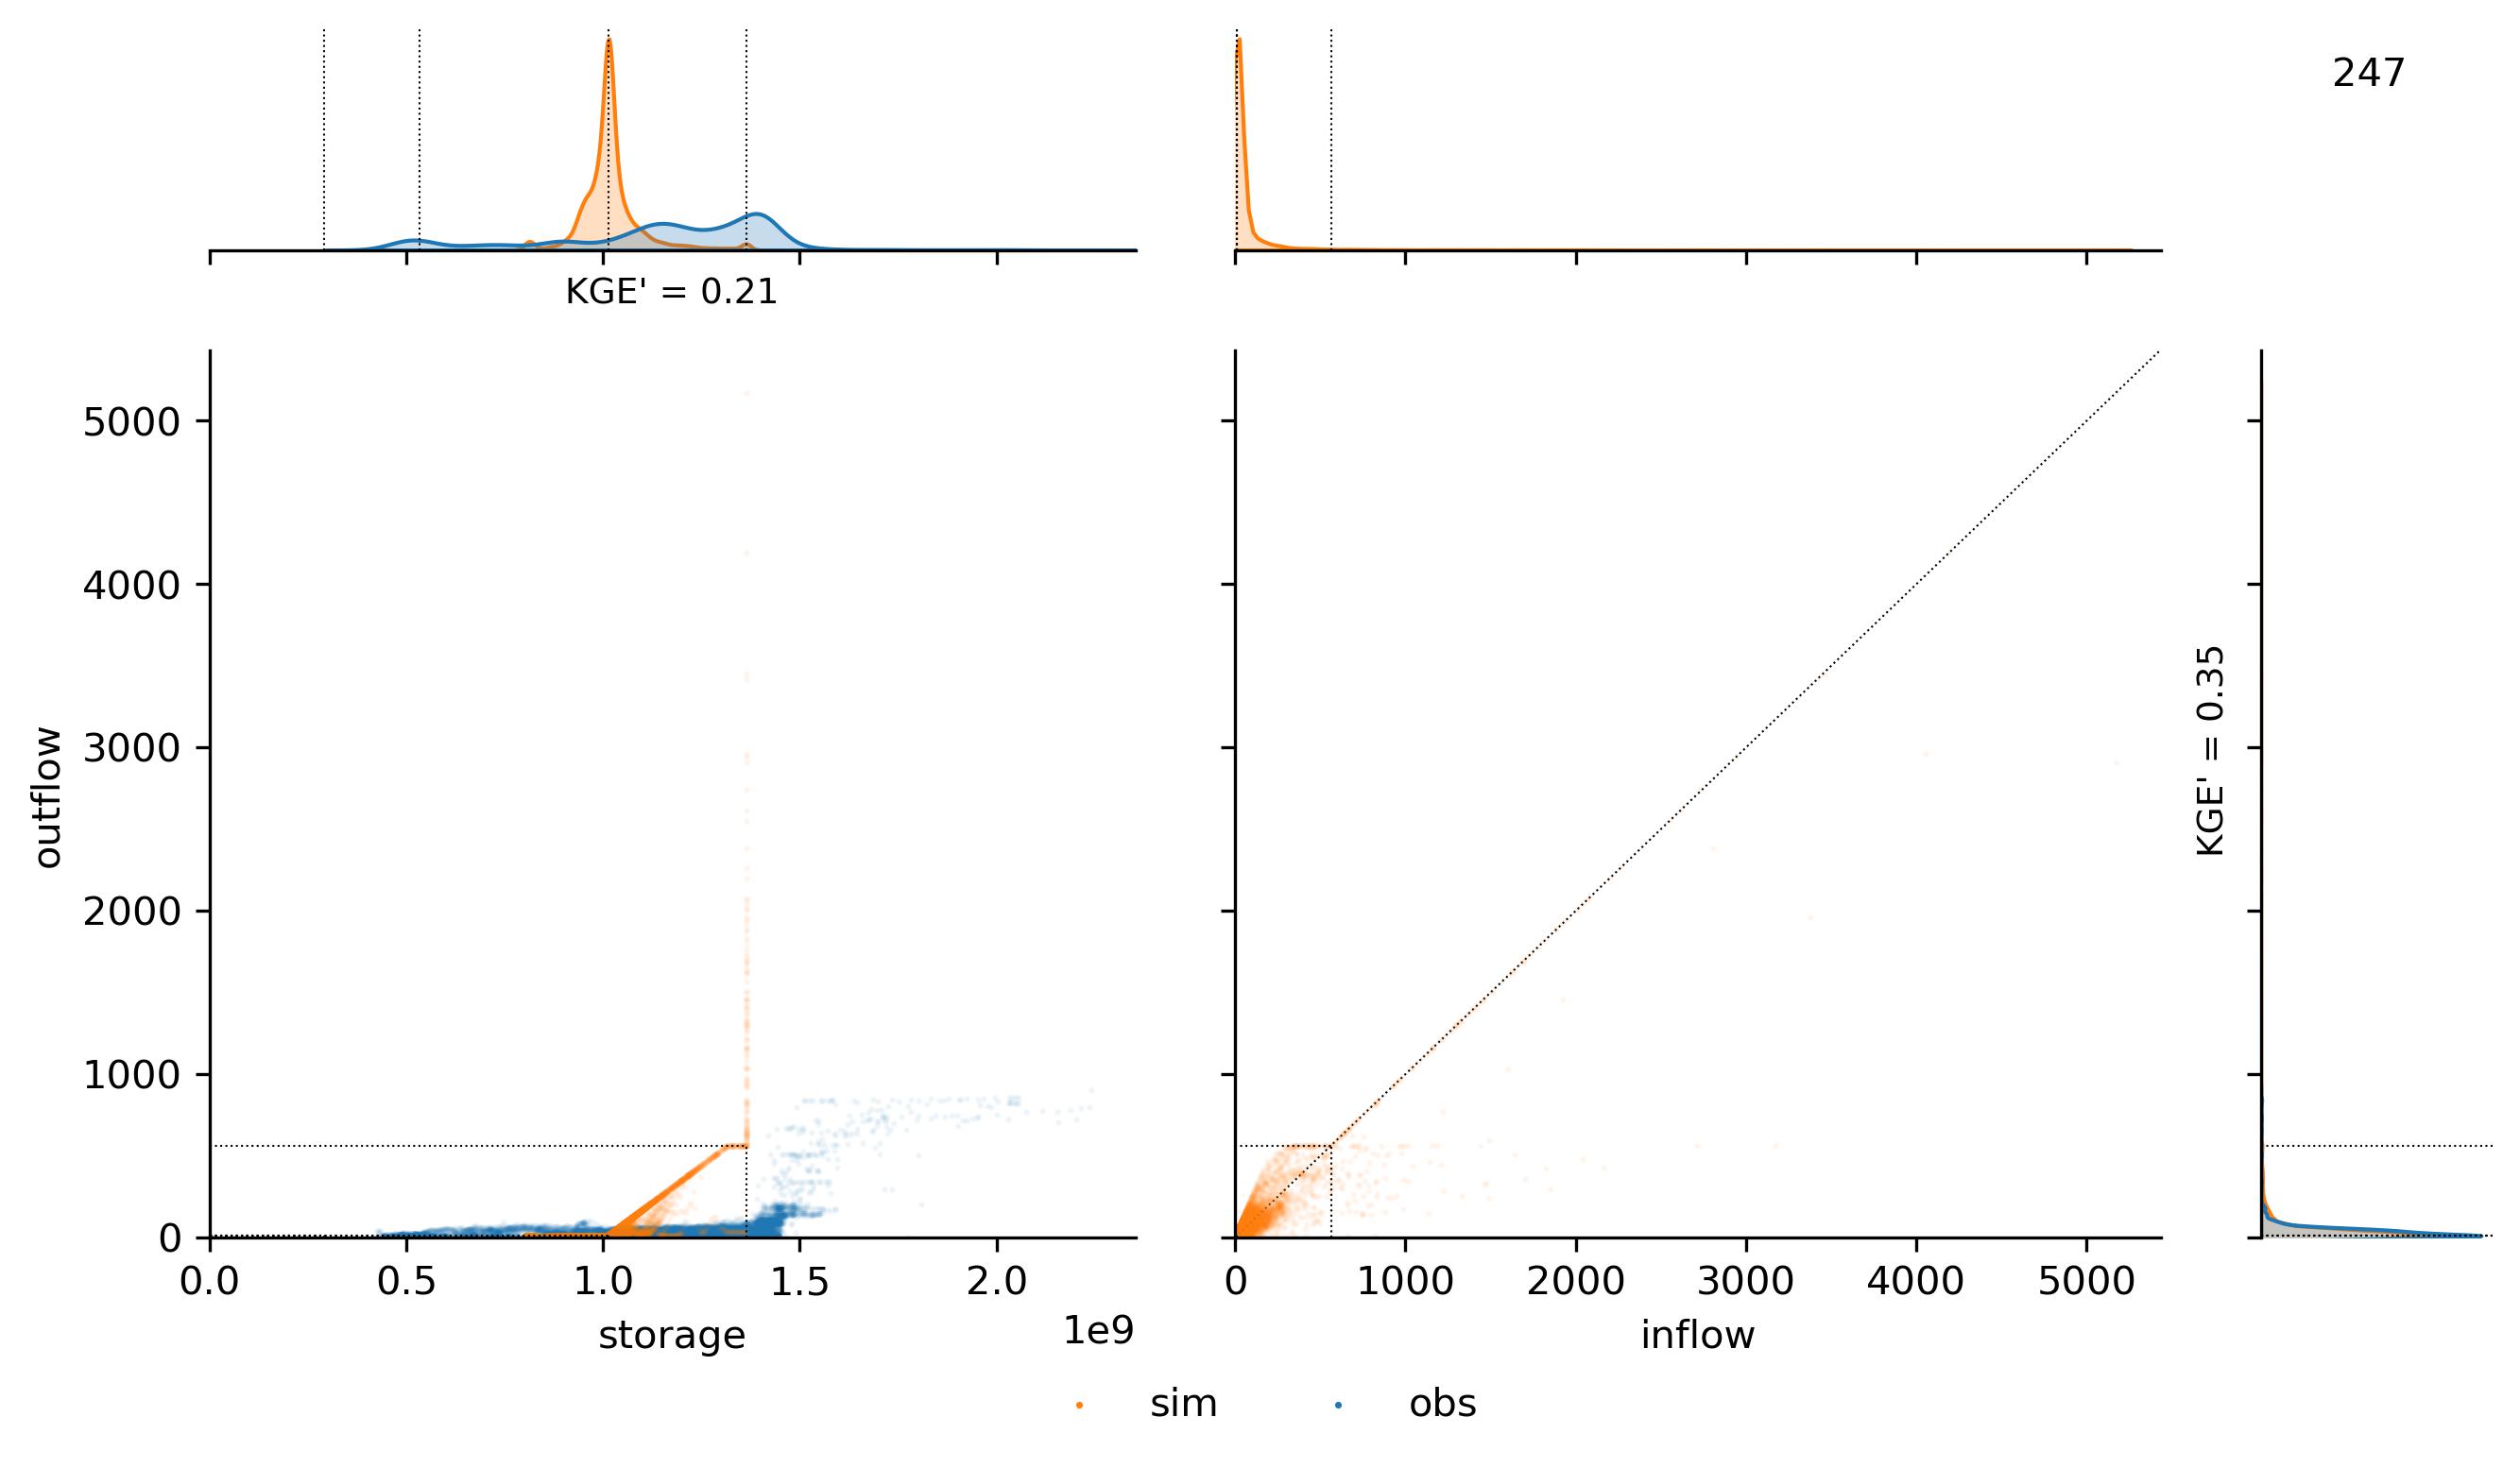 247
KGE' = 0.21
outflow
5000
4000
3000
2000
1000
0
0.0 0.5 1.0 1.5 2.0
1e9
storage
KGE' = 0.35
0 1000 2000 3000 4000 5000
inflow
sim obs